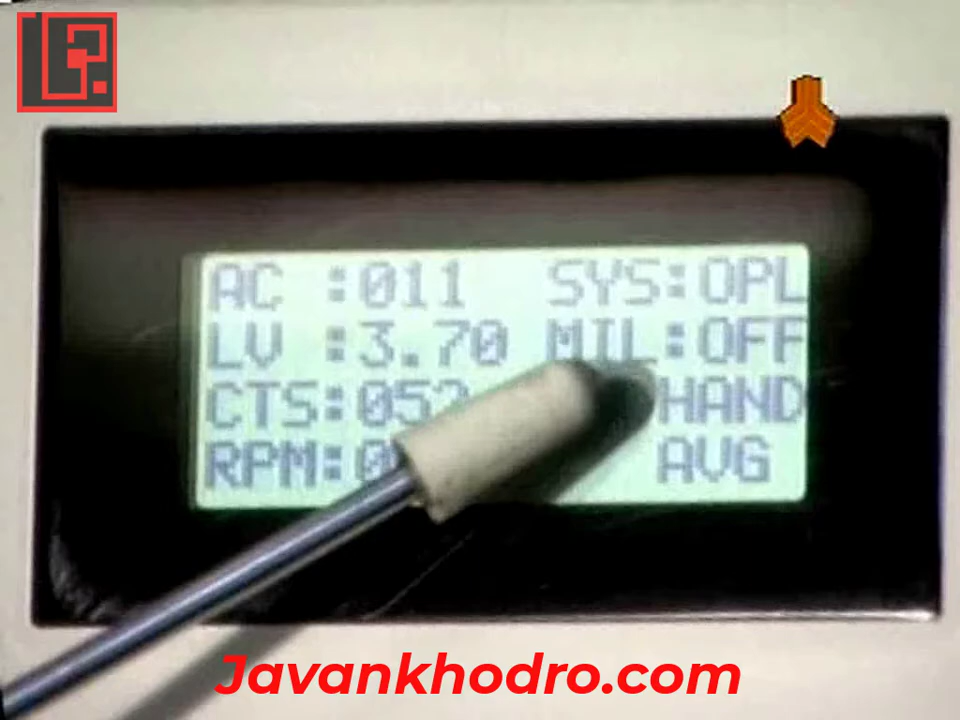 AC :011 SYS:OPL
LV :3.70 MIL:OFF
CTS:05 HAND
RPM: AVG
Javankhodro.com